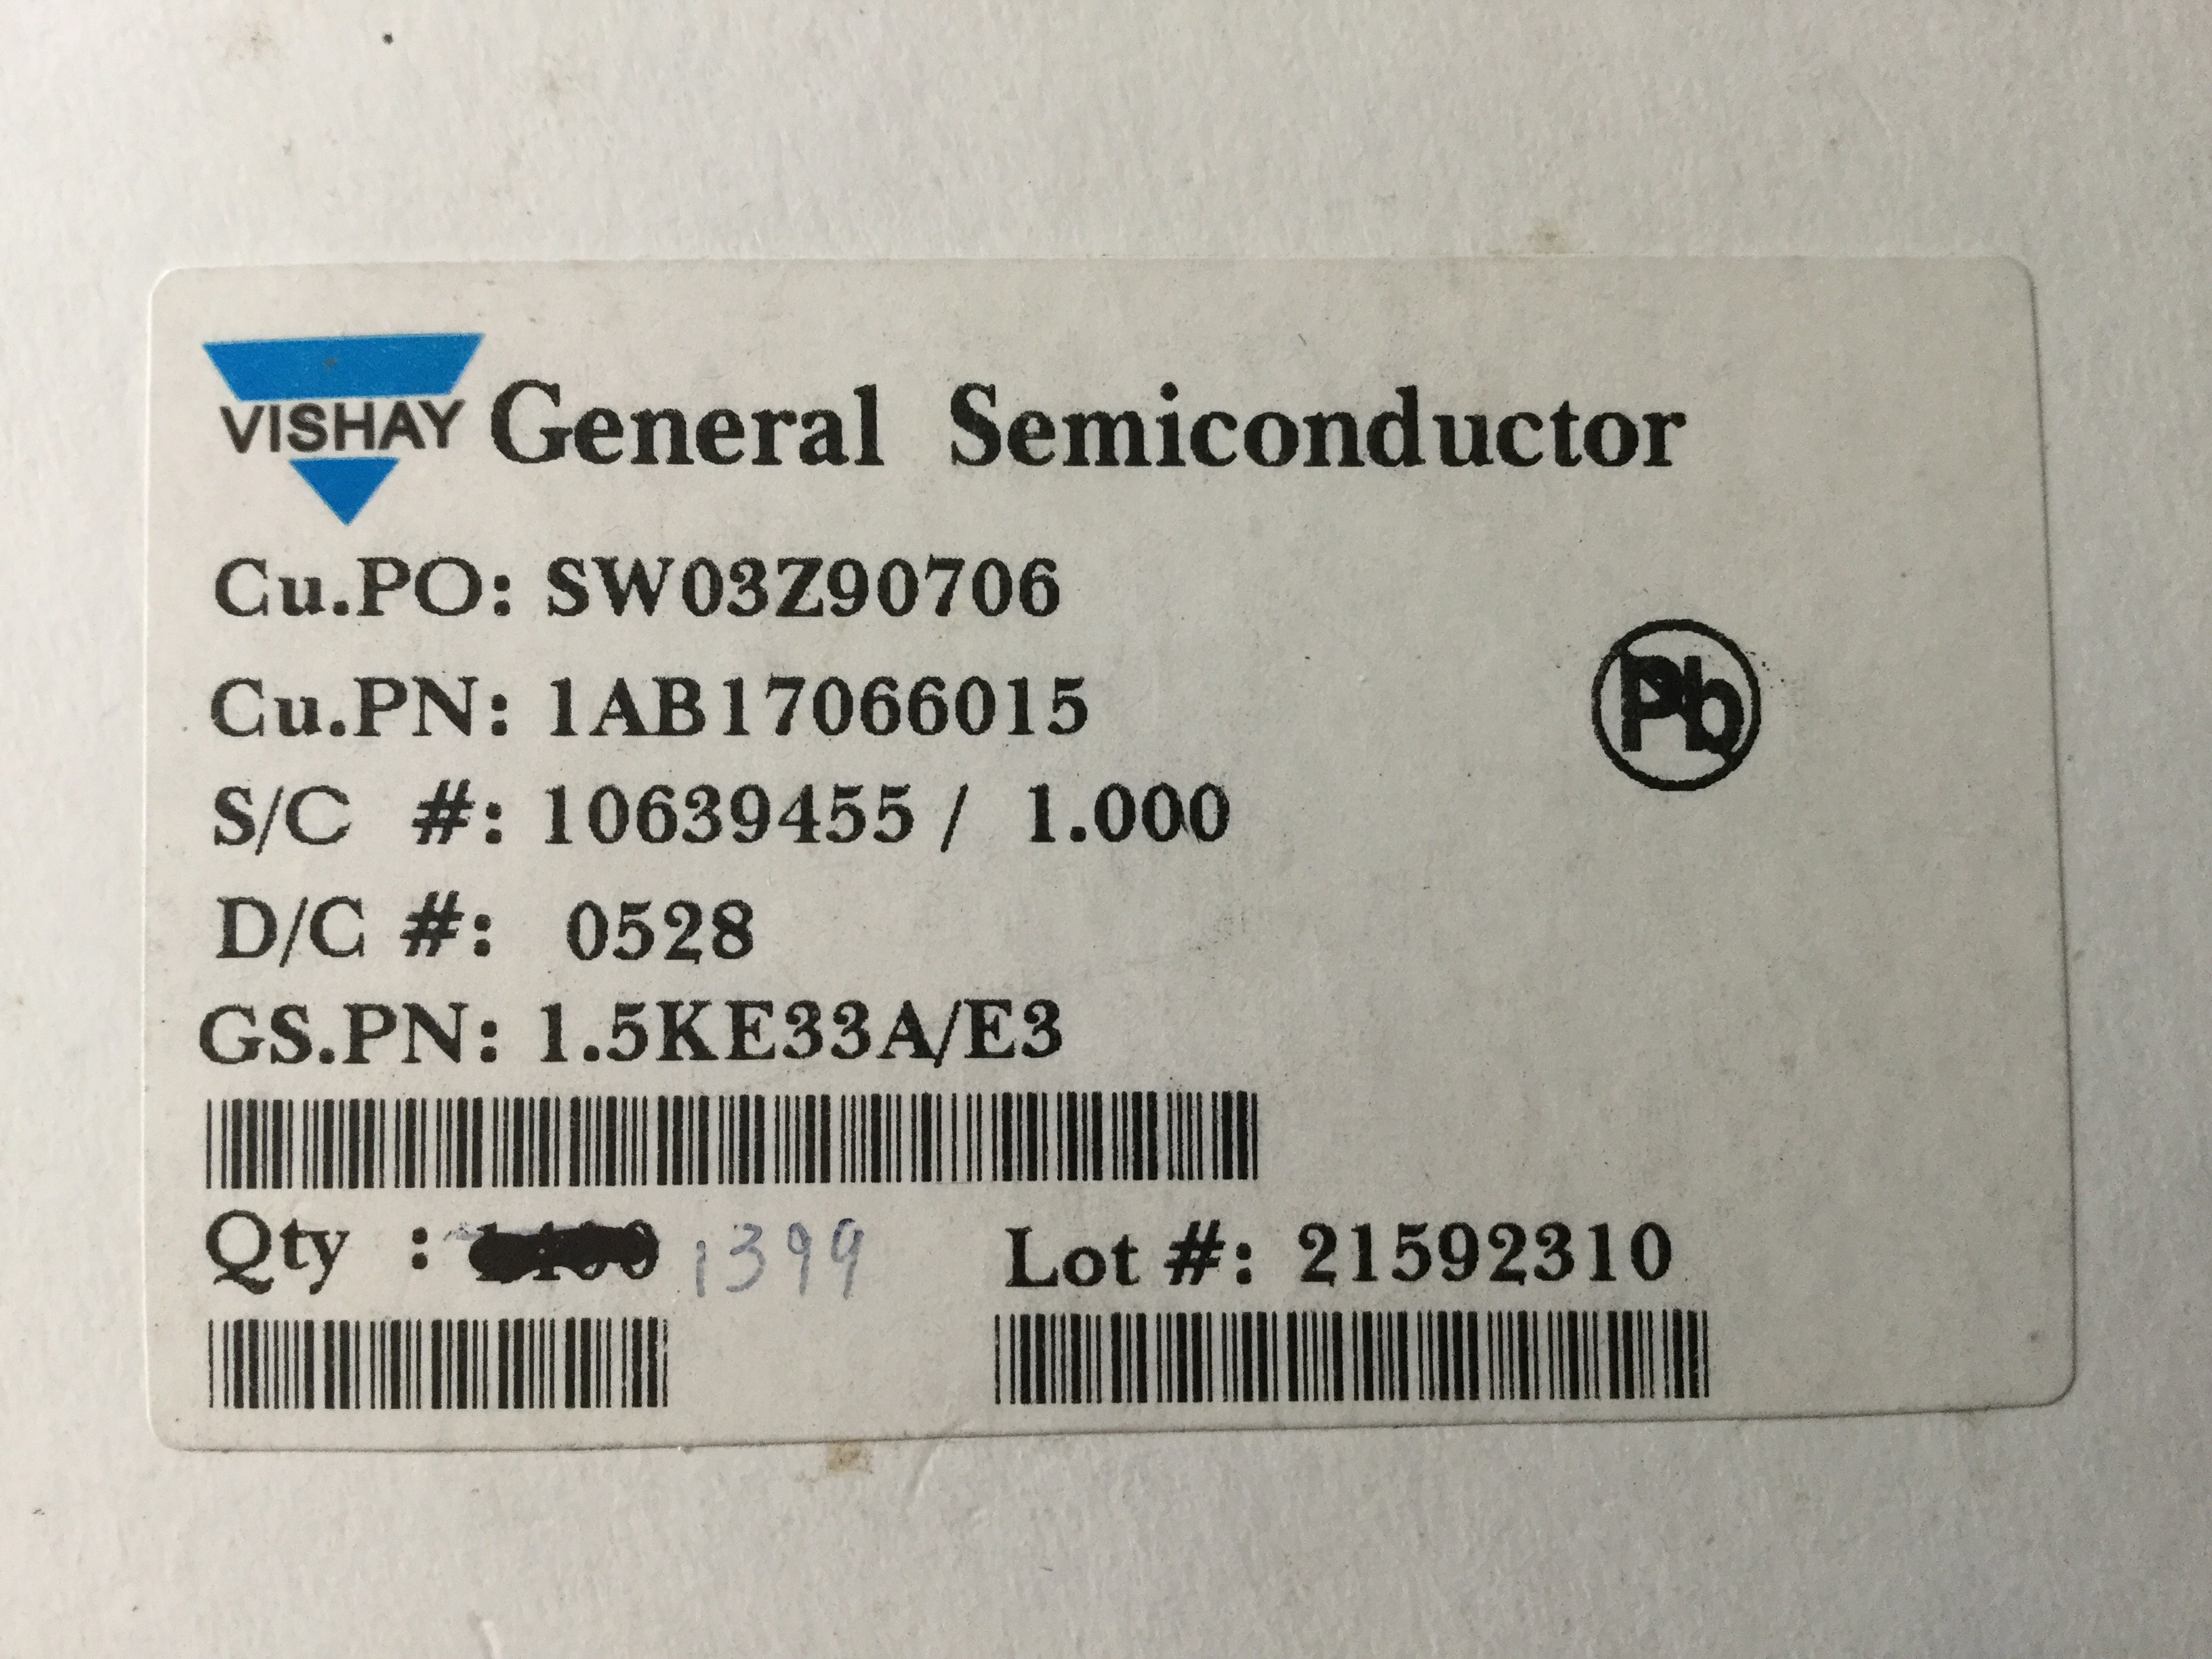 VISHAY General Semiconductor
Cu.PO: SW03Z90706
Cu.PN: 1AB17066015
Pb
S/C #: 10639455 / 1.000
D/C #: 0528
GS.PN: 1.5KE33A/E3
Qty : 1399 Lot #: 21592310